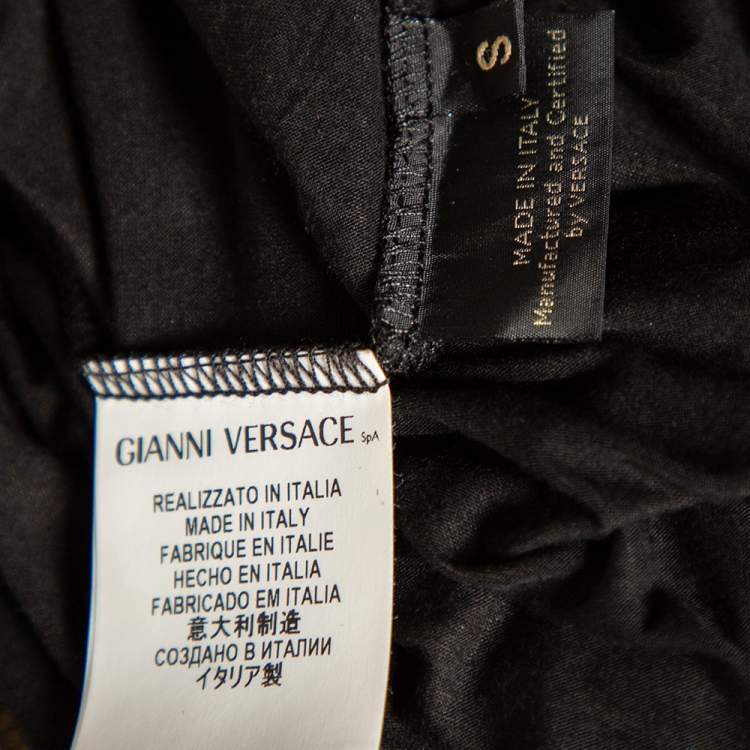 S
MADE IN ITALY
Manufactured and Certified
by VERSACE
GIANNI VERSACE SpA
REALIZZATO IN ITALIA
MADE IN ITALY
FABRIQUE EN ITALIE
HECHO EN ITALIA
FABRICADO EM ITALIA
意大利制造
СОЗДАНО В ИТАЛИИ
イタリア製